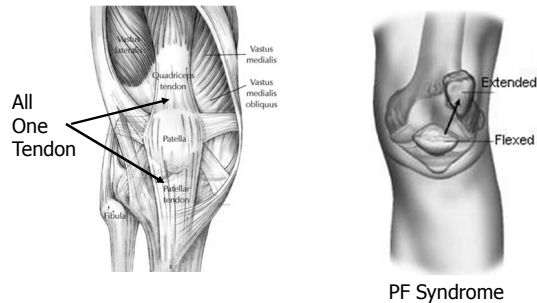 Vastus
lateralis
Quadriceps
tendon
Vastus
medialis
Vastus
medialis
obliquus
All
One
Tendon
Patella
Patellar
tendon
Fibula
Extended
Flexed
PF Syndrome